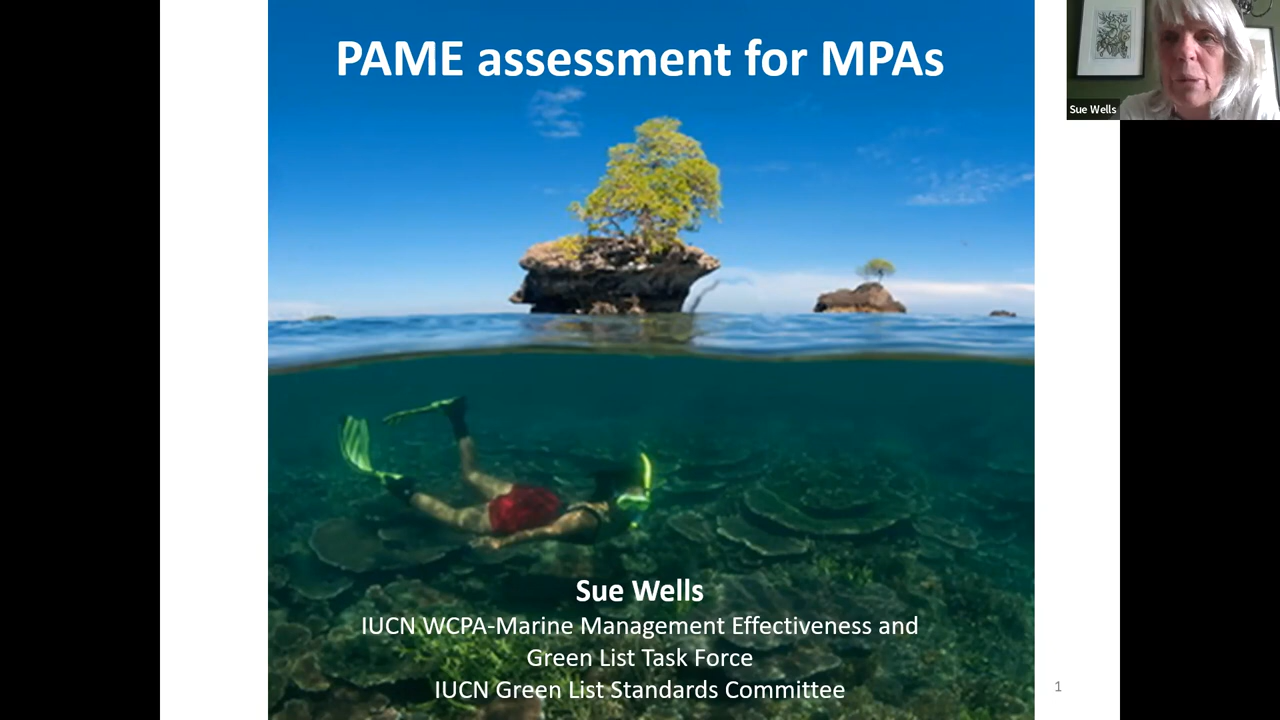 PAME assessment for MPAs
Sue Wells
Sue Wells
IUCN WCPA-Marine Management Effectiveness and
Green List Task Force
IUCN Green List Standards Committee
1